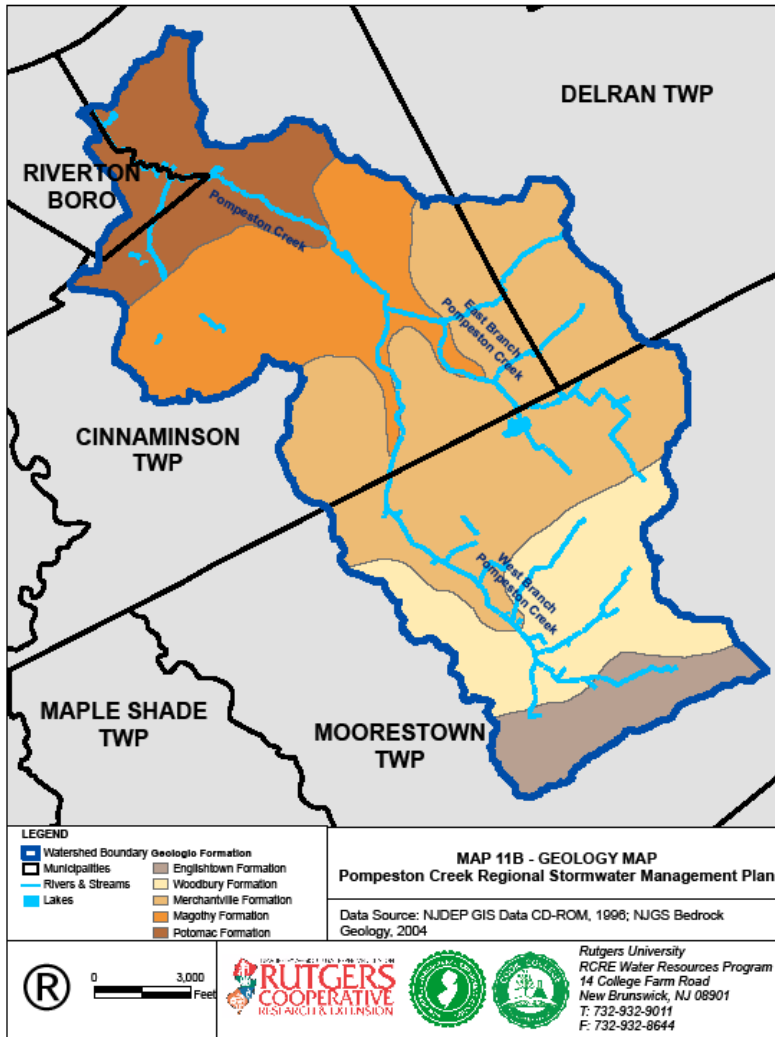 DELRAN TWP
RIVERTON
BORO
Pompeston Creek
East Branch
Pompeston Creek
CINNAMINSON
TWP
West Branch
Pompeston Creek
MAPLE SHADE
TWP
MOORESTOWN
TWP
LEGEND
Watershed Boundary
Municipalities
Rivers & Streams
Lakes
Geologic Formation
Englishtown Formation
Woodbury Formation
Merchantville Formation
Magothy Formation
Potomac Formation
MAP 11B - GEOLOGY MAP
Pompeston Creek Regional Stormwater Management Plan
Data Source: NJDEP GIS Data CD-ROM, 1996; NJGS Bedrock
Geology, 2004
®
0 3,000
Feet
RUTGERS
COOPERATIVE
RESEARCH & EXTENSION
Rutgers University
RCRE Water Resources Program
14 College Farm Road
New Brunswick, NJ 08901
T: 732-932-9011
F: 732-932-8644